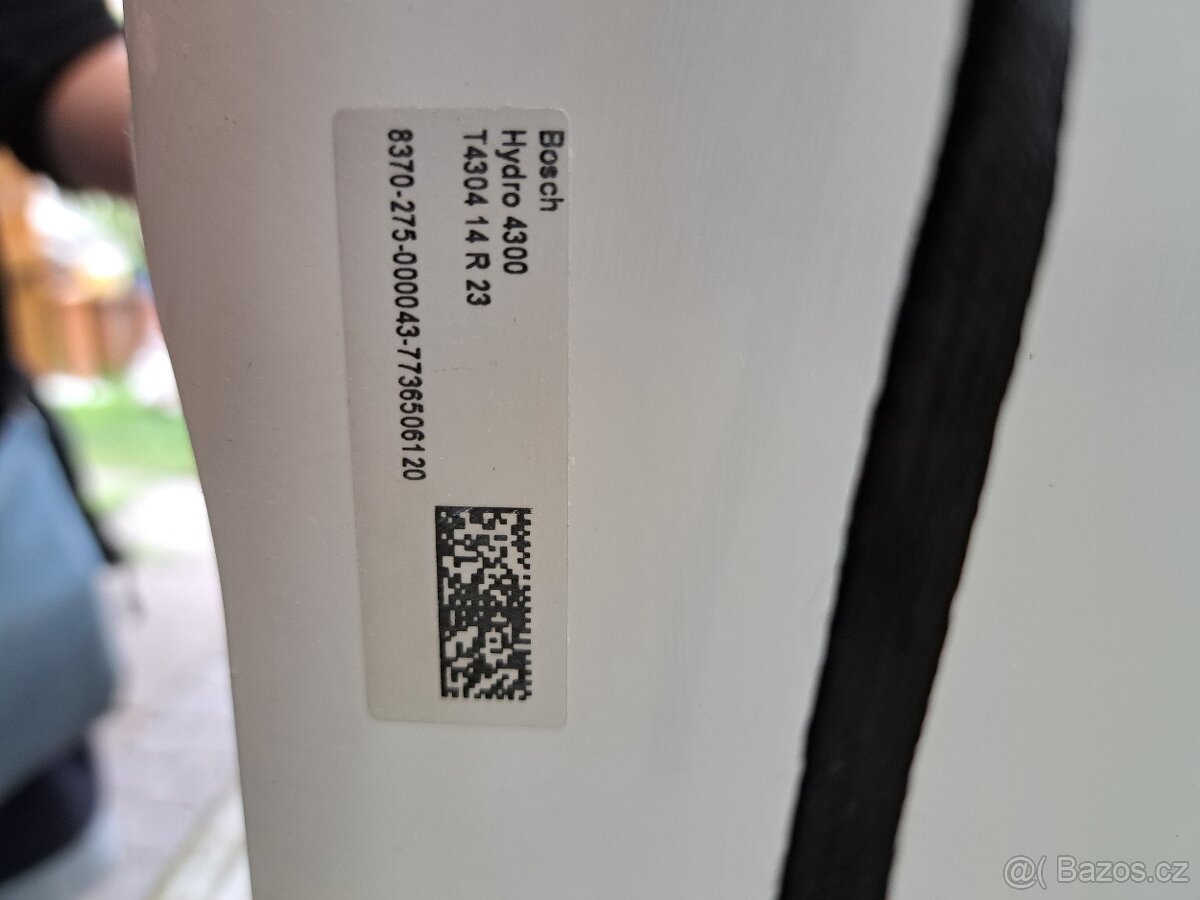 Bosch
Hydro 4300
T4304 14 R 23
8370-275-000043-7736506120
@( Bazos.cz